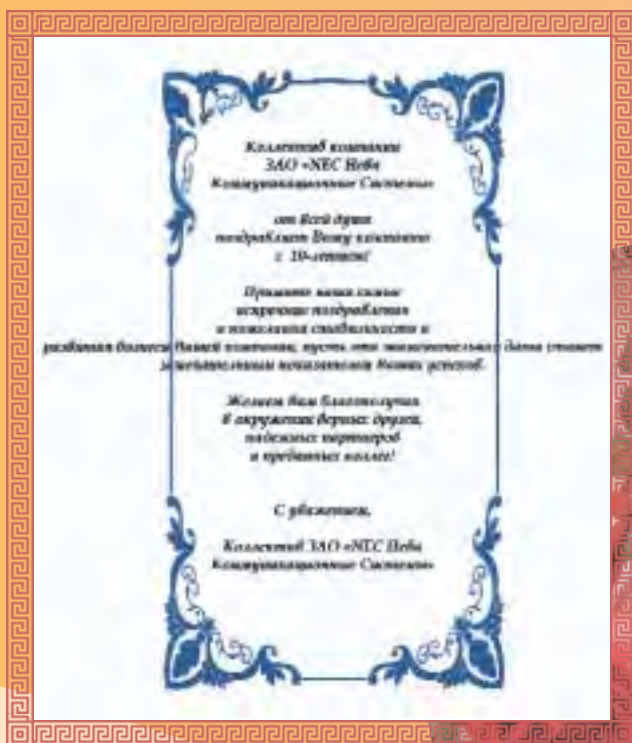 Коллектив компании
ЗАО «NEC Нева
Коммуникационные Системы»
от всей души
поздравляет Вашу компанию
с 10-летием!
Примите наши самые
искренние поздравления
и пожелания стабильности и
развития бизнеса Вашей компании, пусть эта знаменательная дата станет
замечательным показателем Ваших успехов.
Желаем Вам благополучия
в окружении верных друзей,
надежных партнеров
и преданных коллег!
С уважением,
Коллектив ЗАО «NEC Нева
Коммуникационные Системы»